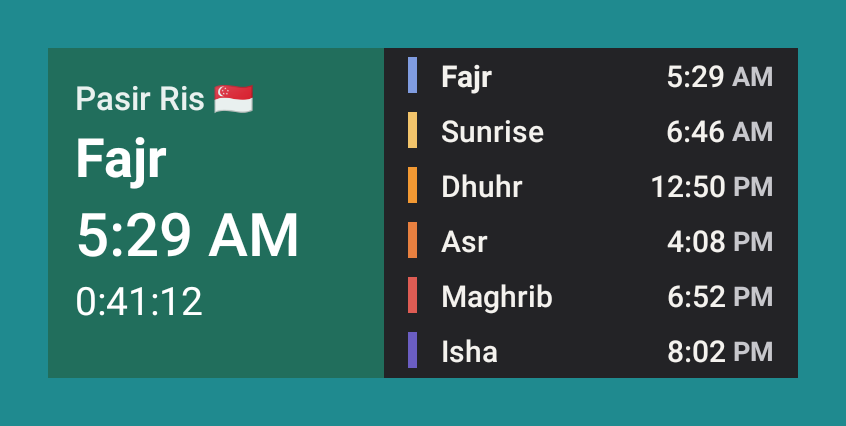 Pasir Ris 🇸🇬
Fajr
5:29 AM
0:41:12
Fajr 5:29 AM
Sunrise 6:46 AM
Dhuhr 12:50 PM
Asr 4:08 PM
Maghrib 6:52 PM
Isha 8:02 PM